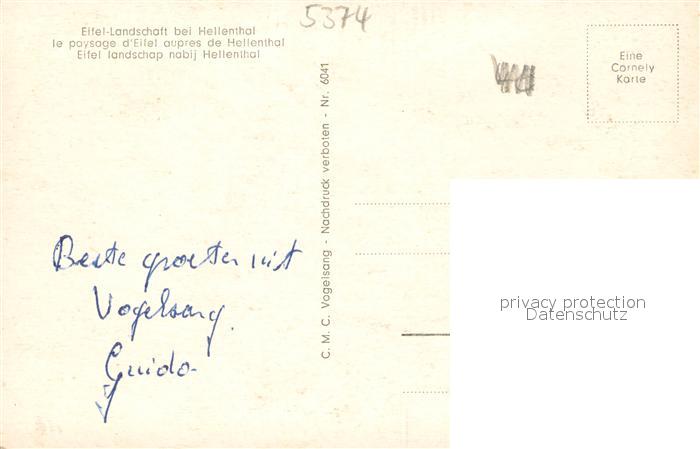 5374
Eifel-Landschaft bei Hellenthal
le paysage d'Eifel aupres de Hellenthal
Eifel landschap nabij Hellenthal
Eine
Cornely
Karte
C. M. C. Vogelsang - Nachdruck verboten - Nr. 6041
Beste groeten uit
Vogelsang
Guido
privacy protection
Datenschutz